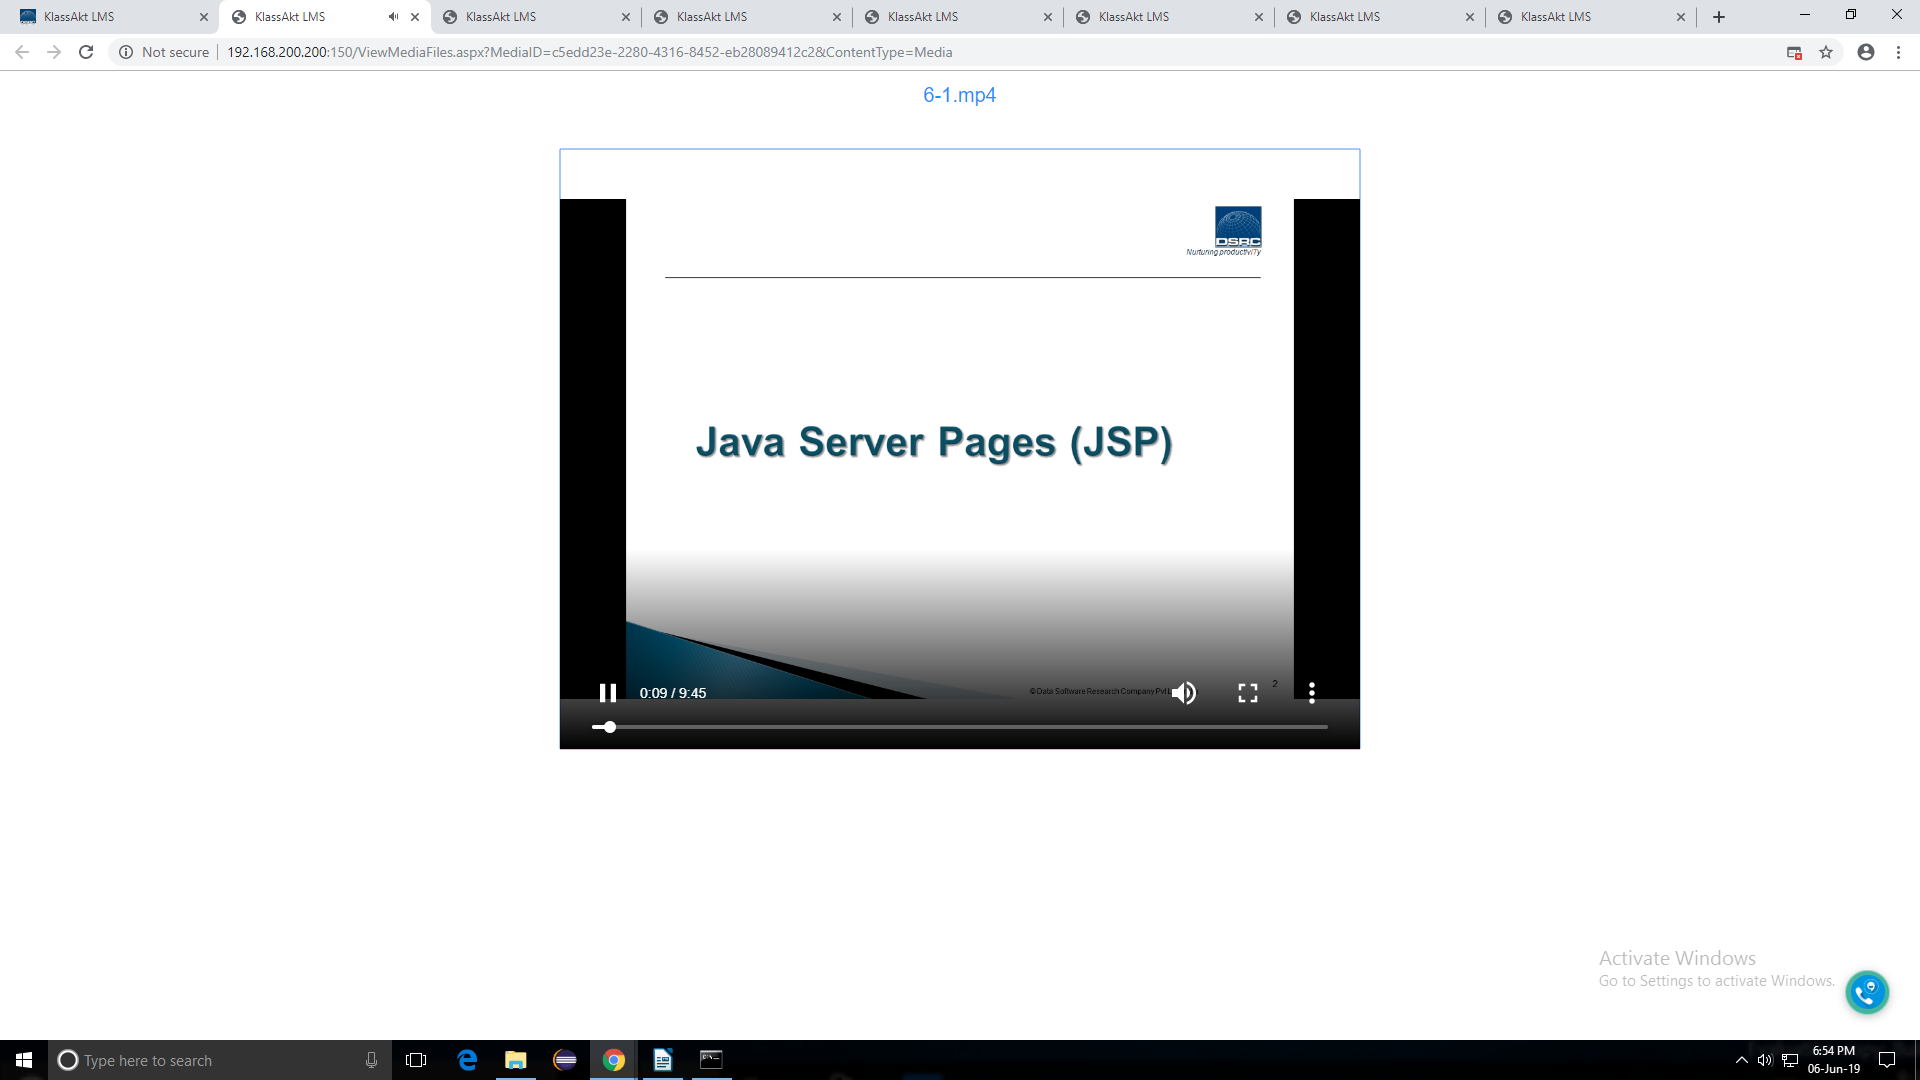 KlassAkt LMS
KlassAkt LMS
KlassAkt LMS
KlassAkt LMS
KlassAkt LMS
KlassAkt LMS
KlassAkt LMS
KlassAkt LMS
Not secure
192.168.200.200:150/ViewMediaFiles.aspx?MediaID=c5edd23e-2280-4316-8452-eb28089412c2&ContentType=Media
6-1.mp4
DSRC
Nurturing productivITy
Java Server Pages (JSP)
0:09 / 9:45
© Data Software Research Company Pvt
2
Activate Windows
Go to Settings to activate Windows.
Type here to search
6:54 PM
06-Jun-19